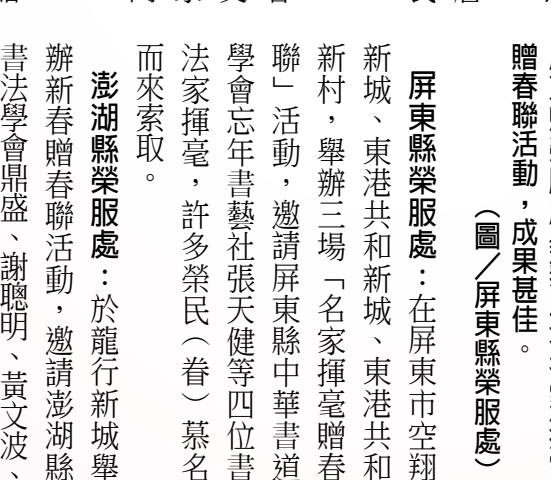 贈春聯活動，成果甚佳。
（圖／屏東縣榮服處）
屏東縣榮服處：在屏東市空翔
新城、東港共和新城、東港共和
新村，舉辦三場「名家揮毫贈春
聯」活動，邀請屏東縣中華書道
學會忘年書藝社張天健等四位書
法家揮毫，許多榮民（眷）慕名
而來索取。
澎湖縣榮服處：於龍行新城舉
辦新春贈春聯活動，邀請澎湖縣
書法學會鼎盛、謝聰明、黃文波、